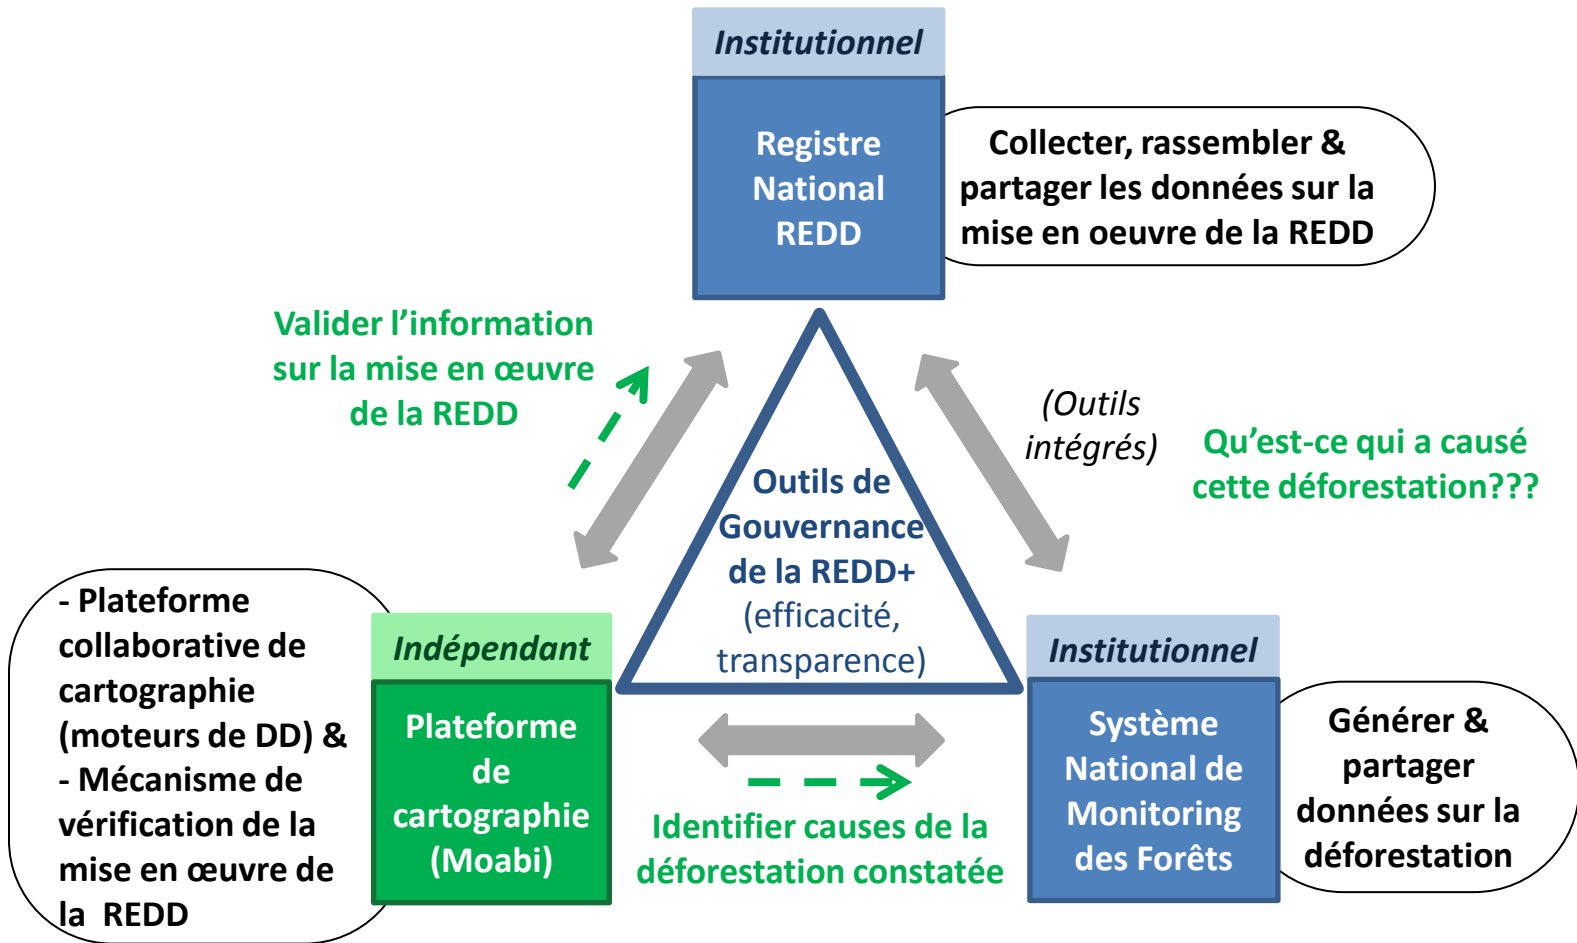 Institutionnel
Registre
National
REDD
Collecter, rassembler &
partager les données sur la
mise en oeuvre de la REDD
Valider l’information
sur la mise en œuvre
de la REDD
(Outils
intégrés)
Qu’est-ce qui a causé
cette déforestation???
Outils de
Gouvernance
de la REDD+
(efficacité,
transparence)
- Plateforme
collaborative de
cartographie
(moteurs de DD) &
- Mécanisme de
vérification de la
mise en œuvre de
la REDD
Indépendant
Plateforme
de
cartographie
(Moabi)
Identifier causes de la
déforestation constatée
Institutionnel
Système
National de
Monitoring
des Forêts
Générer &
partager
données sur la
déforestation